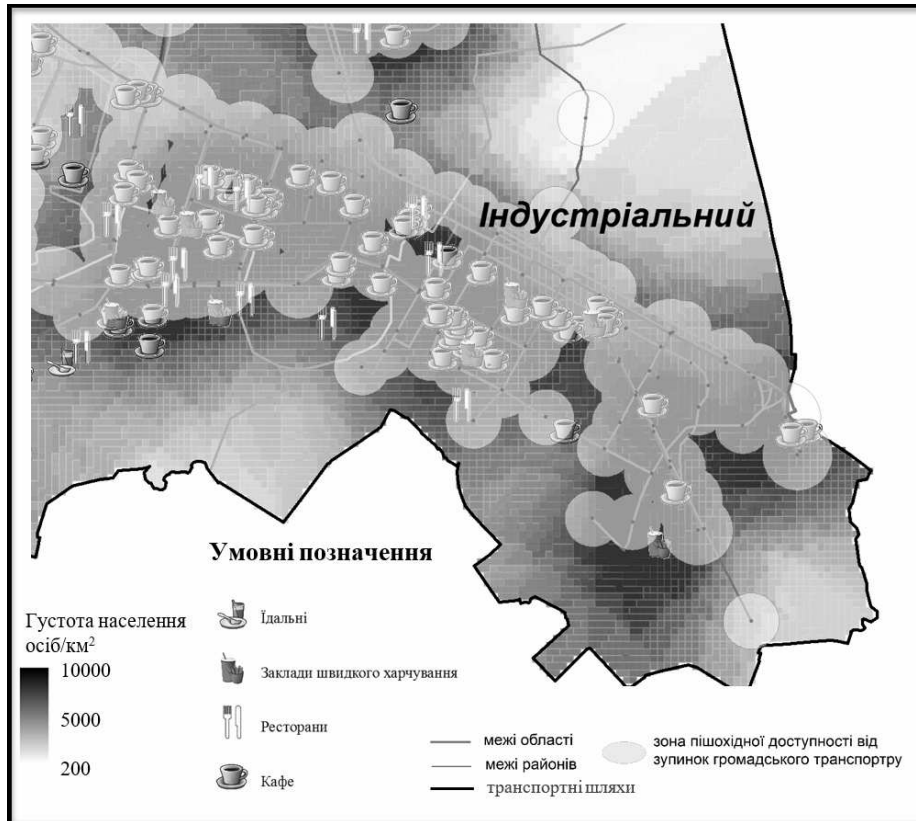 Індустріальний
Умовні позначення
Густота населення
осіб/км²
10000
5000
200
Їдальні
Заклади швидкого харчування
Ресторани
Кафе
межі області
межі районів
транспортні шляхи
зона пішохідної доступності від
зупинок громадського транспортру